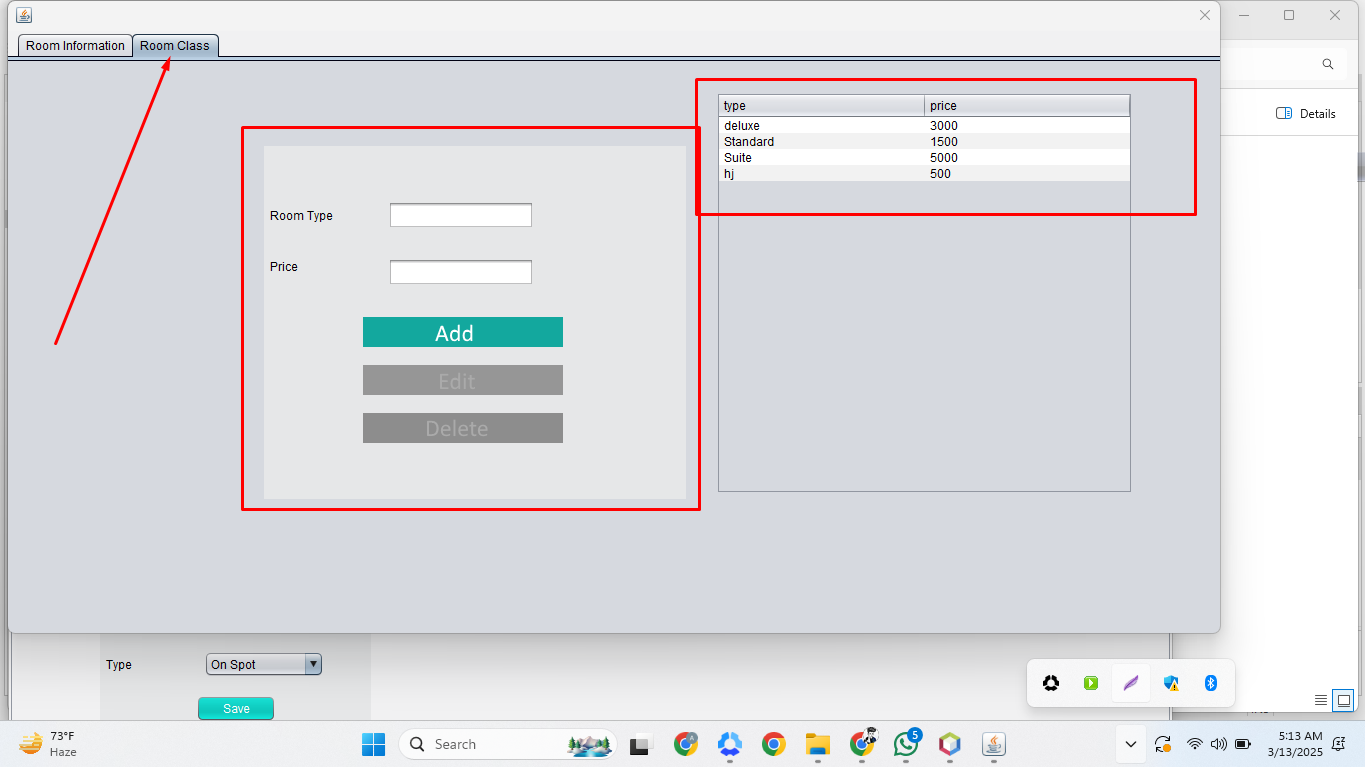 Room Information Room Class
Details
type price
deluxe 3000
Standard 1500
Suite 5000
hj 500
Room Type
Price
Add
Edit
Delete
Type On Spot
Save
73°F
Haze
Search
5
5:13 AM
3/13/2025